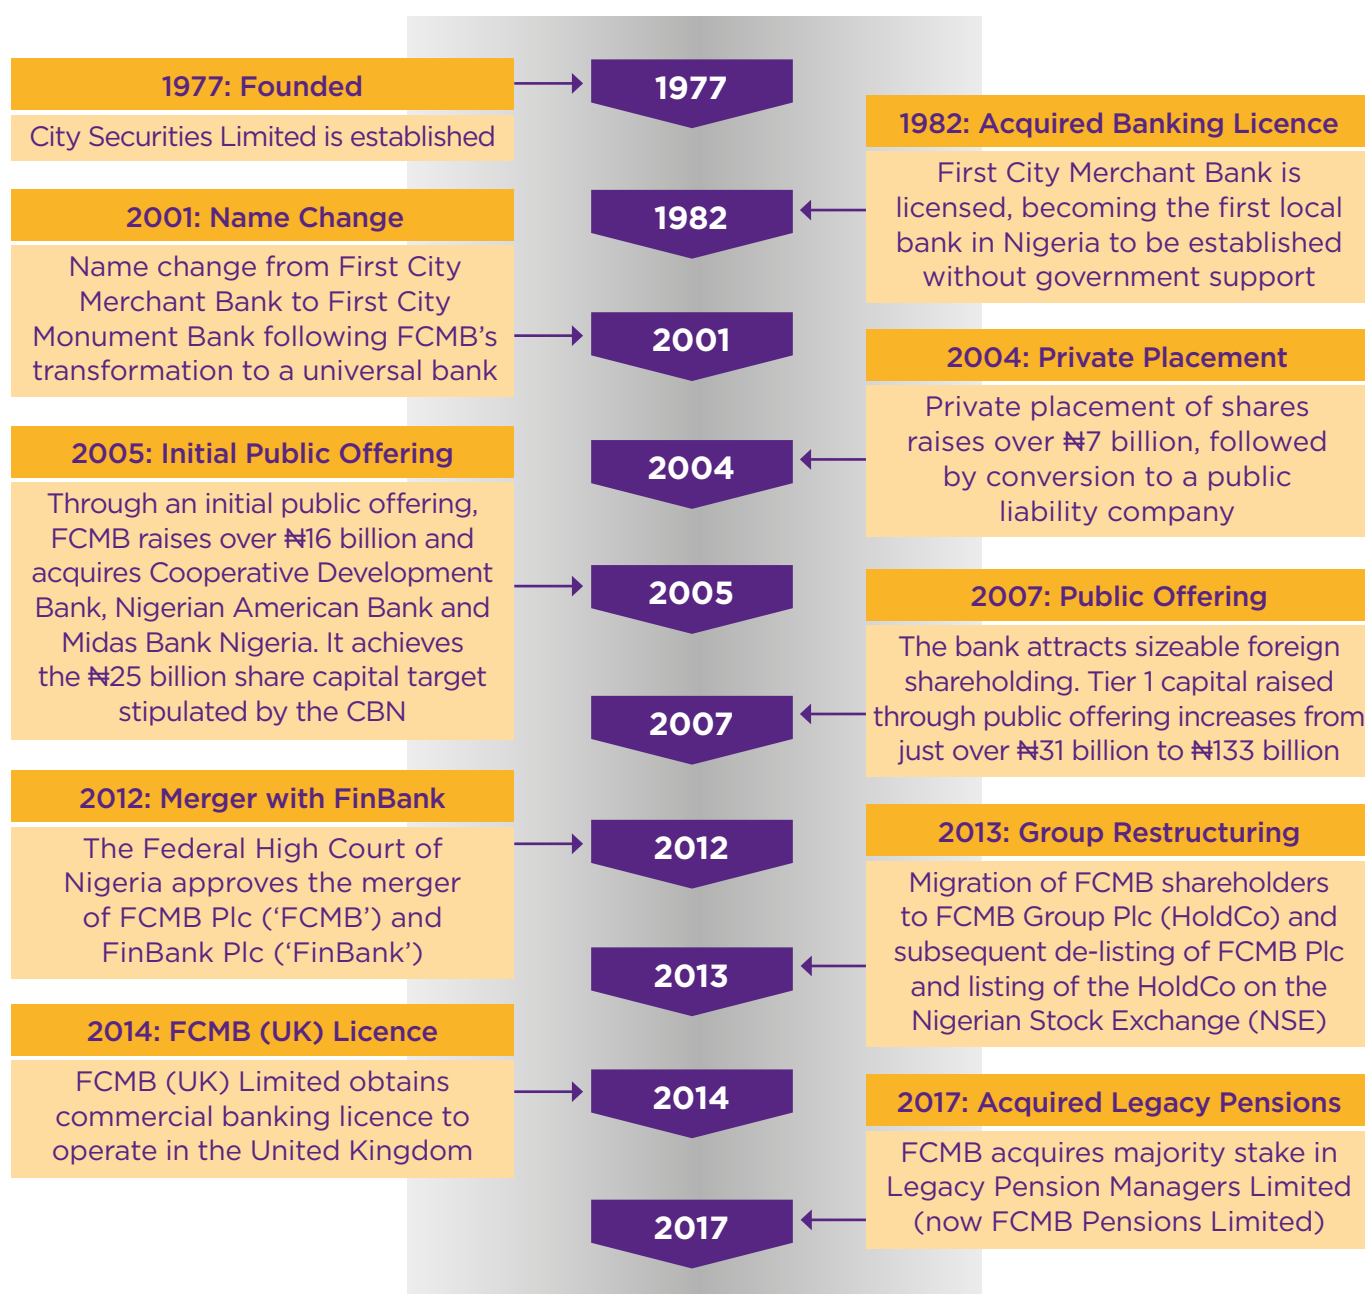 1977: Founded
City Securities Limited is established
1977
1982: Acquired Banking Licence
First City Merchant Bank is
licensed, becoming the first local
bank in Nigeria to be established
without government support
1982
2001: Name Change
Name change from First City
Merchant Bank to First City
Monument Bank following FCMB’s
transformation to a universal bank
2001
2004: Private Placement
Private placement of shares
raises over ₦7 billion, followed
by conversion to a public
liability company
2004
2005: Initial Public Offering
Through an initial public offering,
FCMB raises over ₦16 billion and
acquires Cooperative Development
Bank, Nigerian American Bank and
Midas Bank Nigeria. It achieves
the ₦25 billion share capital target
stipulated by the CBN
2005
2007: Public Offering
The bank attracts sizeable foreign
shareholding. Tier 1 capital raised
through public offering increases from
just over ₦31 billion to ₦133 billion
2007
2012: Merger with FinBank
The Federal High Court of
Nigeria approves the merger
of FCMB Plc (‘FCMB’) and
FinBank Plc (‘FinBank’)
2012
2013: Group Restructuring
Migration of FCMB shareholders
to FCMB Group Plc (HoldCo) and
subsequent de-listing of FCMB Plc
and listing of the HoldCo on the
Nigerian Stock Exchange (NSE)
2013
2014: FCMB (UK) Licence
FCMB (UK) Limited obtains
commercial banking licence to
operate in the United Kingdom
2014
2017: Acquired Legacy Pensions
FCMB acquires majority stake in
Legacy Pension Managers Limited
(now FCMB Pensions Limited)
2017